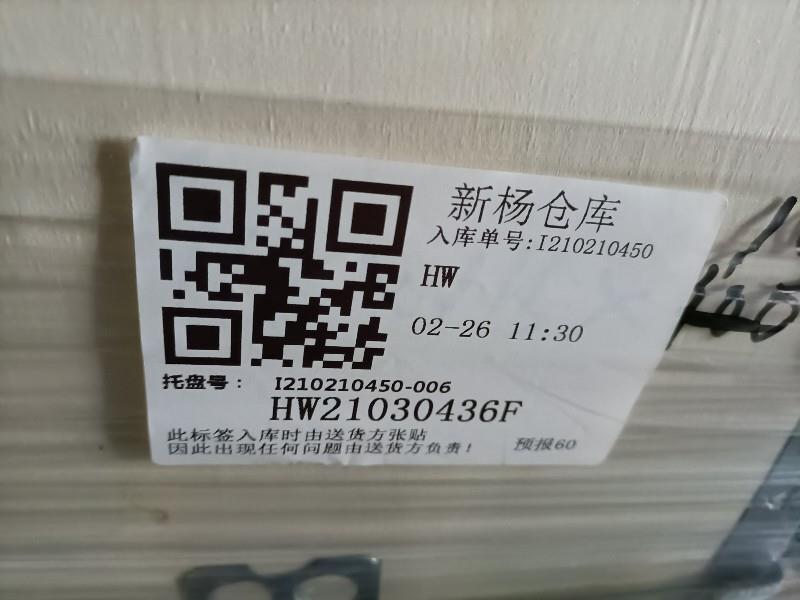 新杨仓库
入库单号:I210210450
HW
02-26 11:30
托盘号： I210210450-006
HW21030436F
此标签入库时由送货方张贴
因此出现任何问题由送货方负责！
预报60